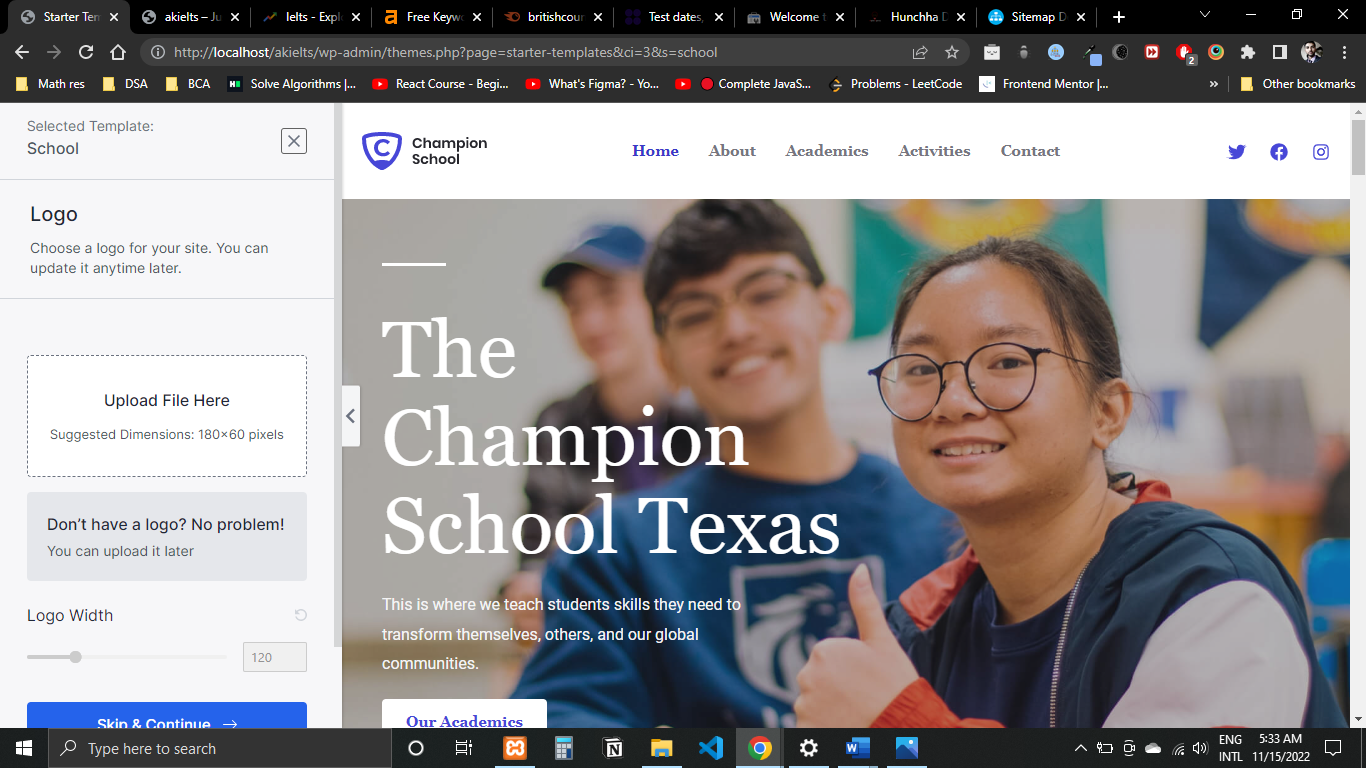 Starter Ten
akielts – Ju
Ielts - Explo
Free Keyw
britishcour
Test dates,
Welcome t
Hunchha D
Sitemap D
http://localhost/akielts/wp-admin/themes.php?page=starter-templates&ci=3&s=school
2
Math res
DSA
BCA
Solve Algorithms |...
React Course - Begi...
What's Figma? - Yo...
Complete JavaS...
Problems - LeetCode
Frontend Mentor |...
»
Other bookmarks
Selected Template:
School
Logo
Choose a logo for your site. You can
update it anytime later.
Upload File Here
Suggested Dimensions: 180×60 pixels
Don't have a logo? No problem!
You can upload it later
Logo Width
120
Skip & Continue →
Champion
School
Home
About
Academics
Activities
Contact
The
Champion
School Texas
This is where we teach students skills they need to
transform themselves, others, and our global
communities.
Our Academics
Type here to search
ENG
INTL
5:33 AM
11/15/2022